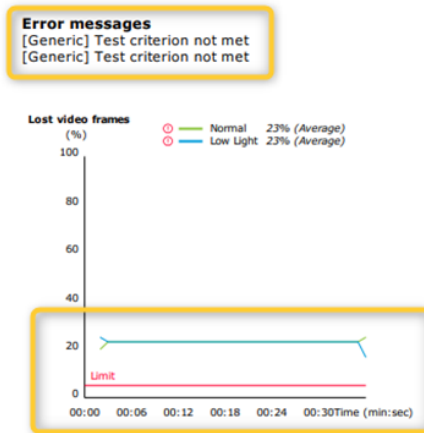 Error messages
[Generic] Test criterion not met
[Generic] Test criterion not met
Lost video frames
(%)
Normal 23% (Average)
Low Light 23% (Average)
100
80
60
40
20
Limit
0
00:00 00:06 00:12 00:18 00:24 00:30Time (min:sec)